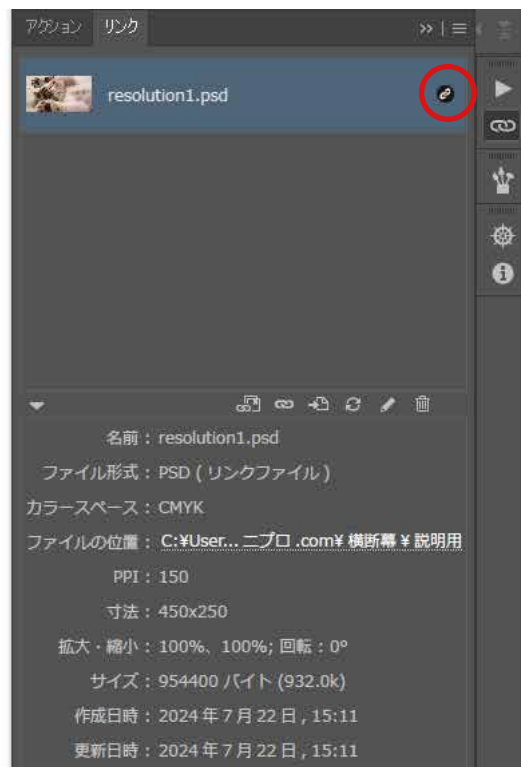 アクション リンク
resolution1.psd
名前 : resolution1.psd
ファイル形式 : PSD ( リンクファイル )
カラースペース : CMYK
ファイルの位置 : C:¥User... ニプロ .com¥ 横断幕 ¥ 説明用
PPI : 150
寸法 : 450x250
拡大・縮小 : 100%、100%; 回転 : 0°
サイズ : 954400 バイト (932.0k)
作成日時 : 2024 年 7 月 22 日 , 15:11
更新日時 : 2024 年 7 月 22 日 , 15:11